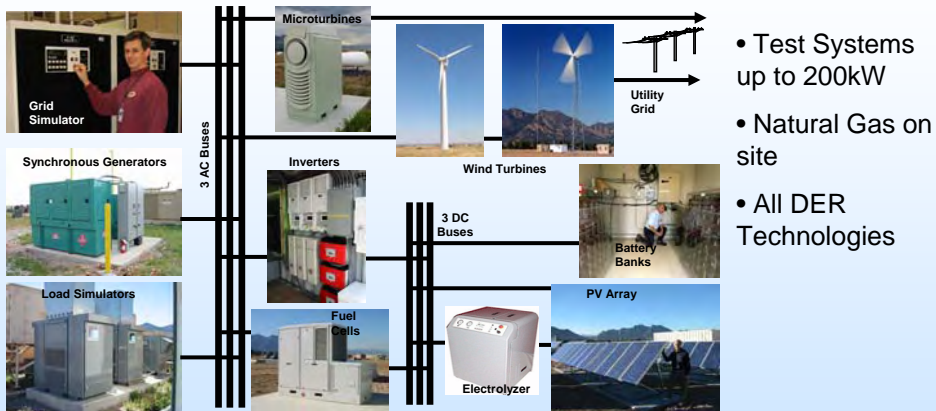 Microturbines
Grid
Simulator
Utility
Grid
3 AC Buses
Synchronous Generators
Inverters
Wind Turbines
3 DC
Buses
Battery
Banks
Load Simulators
Fuel
Cells
PV Array
Electrolyzer
• Test Systems
up to 200kW
• Natural Gas on
site
• All DER
Technologies